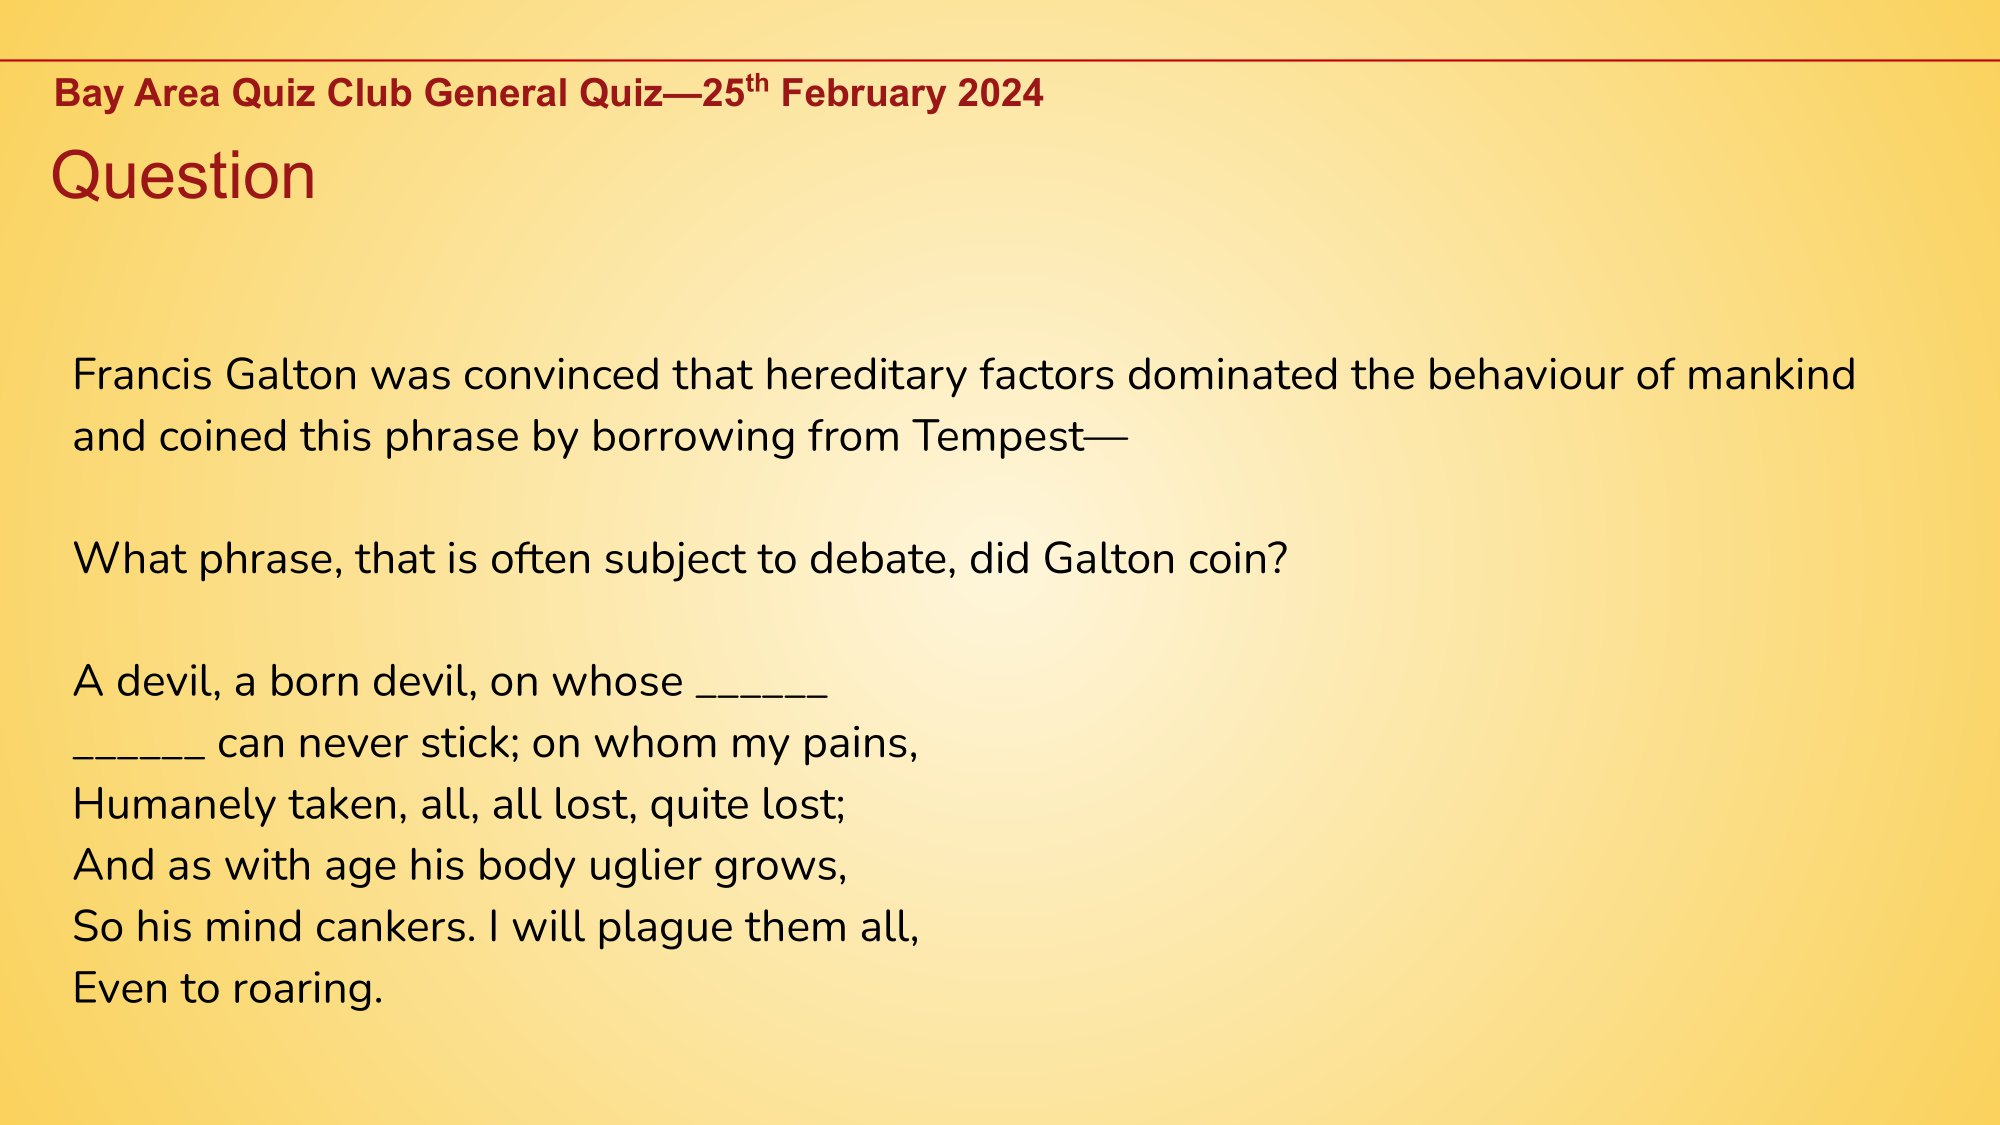 Bay Area Quiz Club General Quiz—25th February 2024
Question
Francis Galton was convinced that hereditary factors dominated the behaviour of mankind
and coined this phrase by borrowing from Tempest—
What phrase, that is often subject to debate, did Galton coin?
A devil, a born devil, on whose ______
______ can never stick; on whom my pains,
Humanely taken, all, all lost, quite lost;
And as with age his body uglier grows,
So his mind cankers. I will plague them all,
Even to roaring.